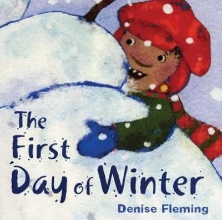 The
First
Day of Winter
Denise Fleming